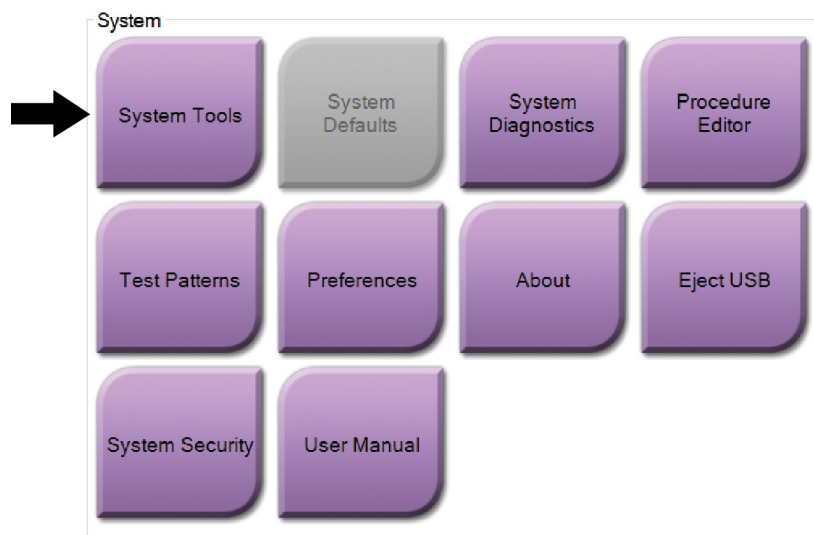 System
System Tools
System
Defaults
System
Diagnostics
Procedure
Editor
Test Patterns
Preferences
About
Eject USB
System Security
User Manual